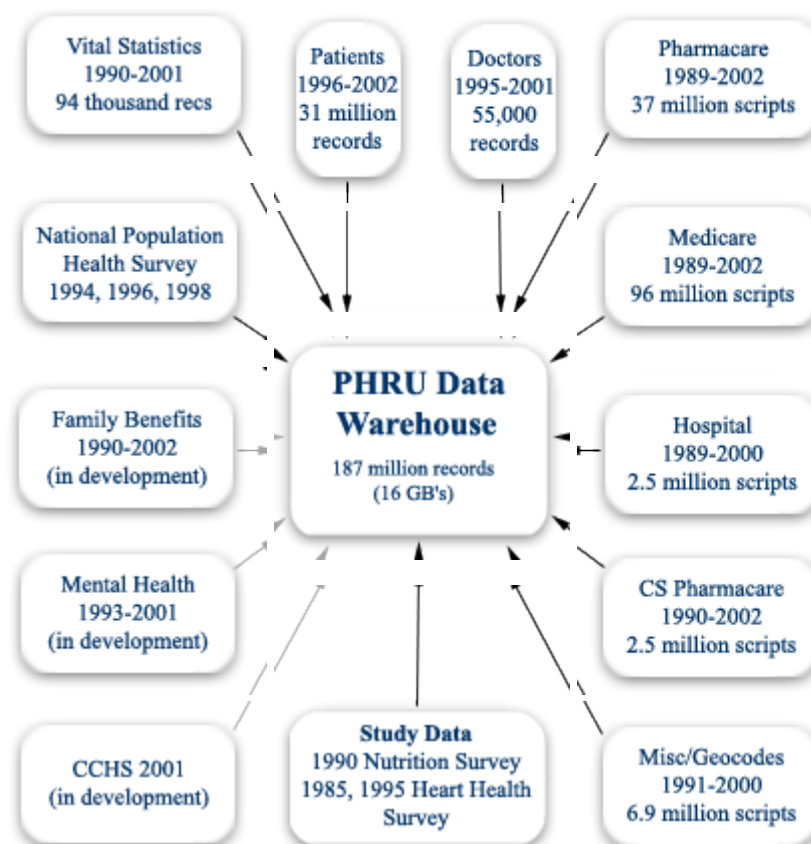 Vital Statistics
1990-2001
94 thousand recs
Patients
1996-2002
31 million
records
Doctors
1995-2001
55,000
records
Pharmacare
1989-2002
37 million scripts
National Population
Health Survey
1994, 1996, 1998
Medicare
1989-2002
96 million scripts
PHRU Data
Warehouse
187 million records
(16 GB's)
Family Benefits
1990-2002
(in development)
Hospital
1989-2000
2.5 million scripts
Mental Health
1993-2001
(in development)
CS Pharmacare
1990-2002
2.5 million scripts
CCHS 2001
(in development)
Study Data
1990 Nutrition Survey
1985, 1995 Heart Health
Survey
Misc/Geocodes
1991-2000
6.9 million scripts